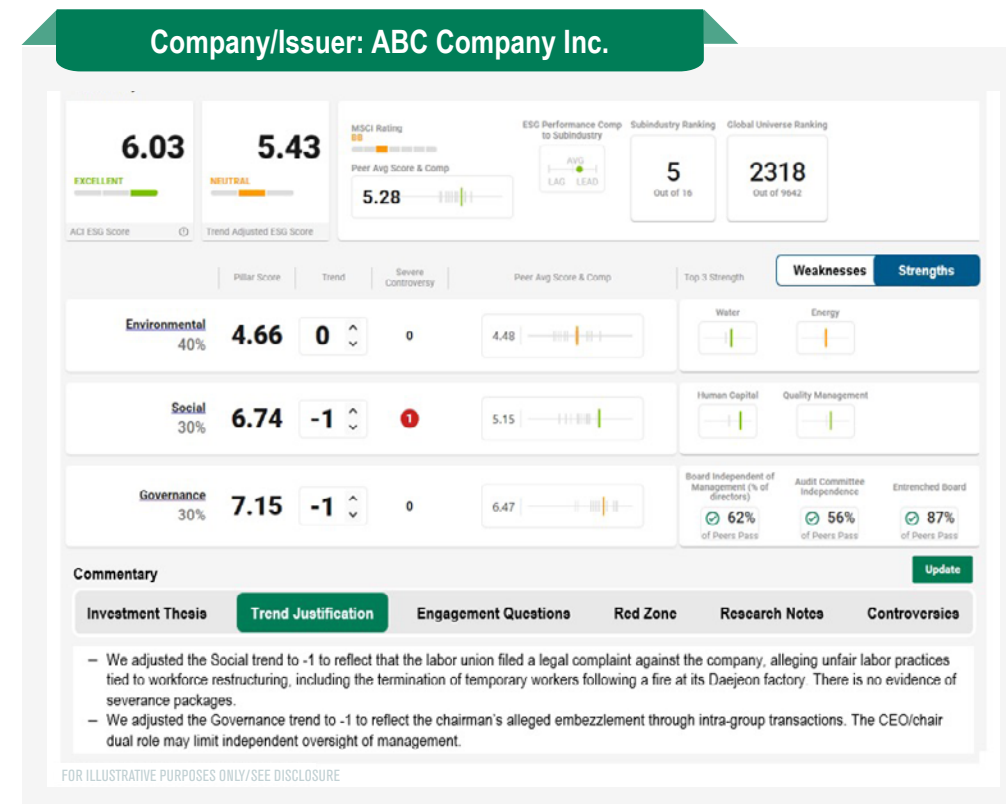 Company/Issuer: ABC Company Inc.
6.03
EXCELLENT
ACI ESG Score
5.43
NEUTRAL
Trend Adjusted ESG Score
MSCI Rating
BB
Peer Avg Score & Comp
5.28
ESG Performance Comp
to Subindustry
AVG
LAG LEAD
Subindustry Ranking
5
Out of 16
Global Universe Ranking
2318
Out of 9642
Pillar Score
Trend
Severe
Controversy
Peer Avg Score & Comp
Top 3 Strength
Weaknesses
Strengths
Environmental
40%
4.66
0
0
4.48
Water
Energy
Social
30%
6.74
-1
1
5.15
Human Capital
Quality Management
Governance
30%
7.15
-1
0
6.47
Board Independent of
Management (% of
directors)
62%
of Peers Pass
Audit Committee
Independence
56%
of Peers Pass
Entrenched Board
87%
of Peers Pass
Commentary
Update
Investment Thesis
Trend Justification
Engagement Questions
Red Zone
Research Notes
Controversies
– We adjusted the Social trend to -1 to reflect that the labor union filed a legal complaint against the company, alleging unfair labor practices
tied to workforce restructuring, including the termination of temporary workers following a fire at its Daejeon factory. There is no evidence of
severance packages.
– We adjusted the Governance trend to -1 to reflect the chairman's alleged embezzlement through intra-group transactions. The CEO/chair
dual role may limit independent oversight of management.
FOR ILLUSTRATIVE PURPOSES ONLY/SEE DISCLOSURE